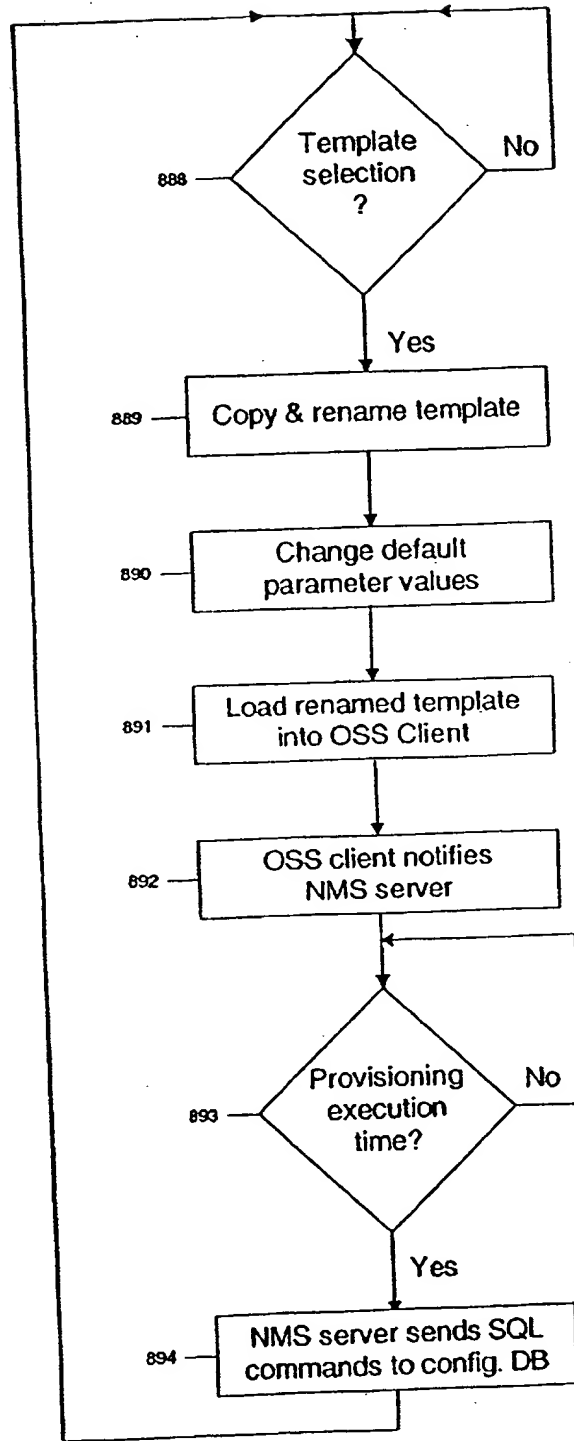 Template
selection
?
No
888
Yes
889
Copy & rename template
890
Change default
parameter values
891
Load renamed template
into OSS Client
892
OSS client notifies
NMS server
893
Provisioning
execution
time?
No
Yes
894
NMS server sends SQL
commands to config. DB